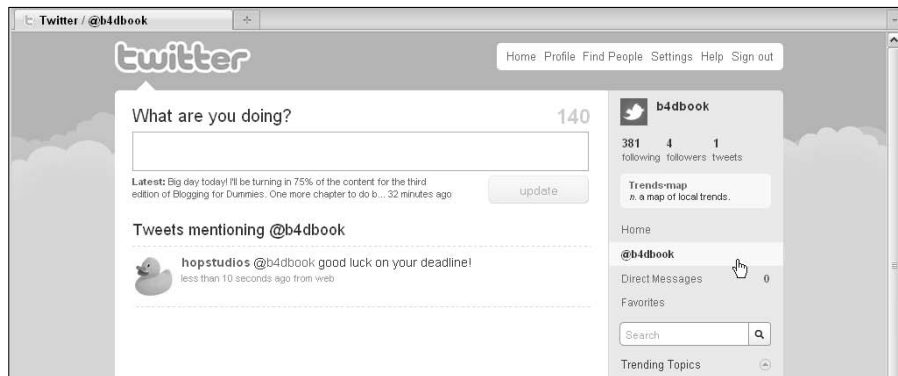 Twitter / @b4dbook
twitter
Home Profile Find People Settings Help Sign out
What are you doing?
140
Latest: Big day today! I'll be turning in 75% of the content for the third
edition of Blogging for Dummies. One more chapter to do b... 32 minutes ago
update
Tweets mentioning @b4dbook
hopstudios @b4dbook good luck on your deadline!
less than 10 seconds ago from web
b4dbook
381 4 1
following followers tweets
Trends-map
n. a map of local trends.
Home
@b4dbook
Direct Messages 0
Favorites
Search
Trending Topics